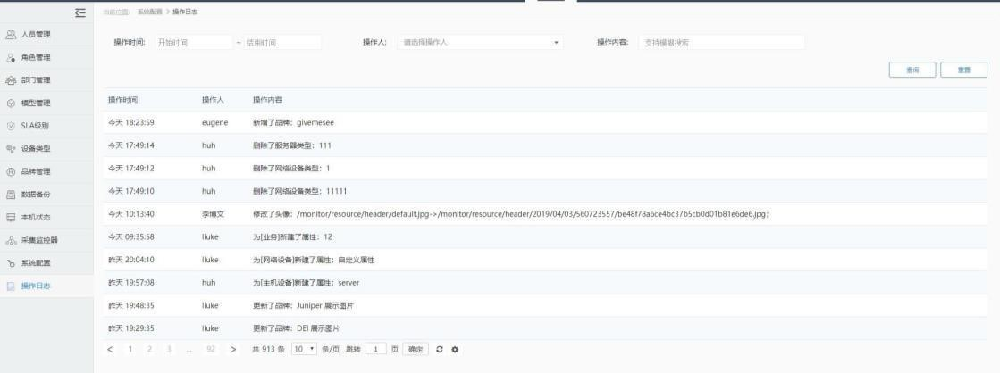 当前位置: 系统配置 > 操作日志
人员管理
角色管理
部门管理
模型管理
SLA级别
设备类型
品牌管理
数据备份
本机状态
采集监控器
系统配置
操作日志
操作时间: 开始时间 ~ 结束时间 操作人: 请选择操作人 操作内容: 支持模糊搜索
查询 重置
操作时间 操作人 操作内容
今天 18:23:59 eugene 新增了品牌: givemesee
今天 17:49:14 huh 删除了服务器类型: 111
今天 17:49:12 huh 删除了网络设备类型: 1
今天 17:49:10 huh 删除了网络设备类型: 11111
今天 10:13:40 李博文 修改了头像: /monitor/resource/header/default.jpg->/monitor/resource/header/2019/04/03/560723557/be48f78a6ce4bc37b5cb0d01b81e6de6.jpg;
今天 09:35:58 liuke 为[业务]新建了属性: 12
昨天 20:04:10 liuke 为[网络设备]新建了属性: 自定义属性
昨天 19:57:08 huh 为[主机设备]新建了属性: server
昨天 19:48:35 liuke 更新了品牌: Juniper 展示图片
昨天 19:29:35 liuke 更新了品牌: DEI 展示图片
< 1 2 3 ... 92 > 共 913 条 10 条/页 跳转 1 页 确定